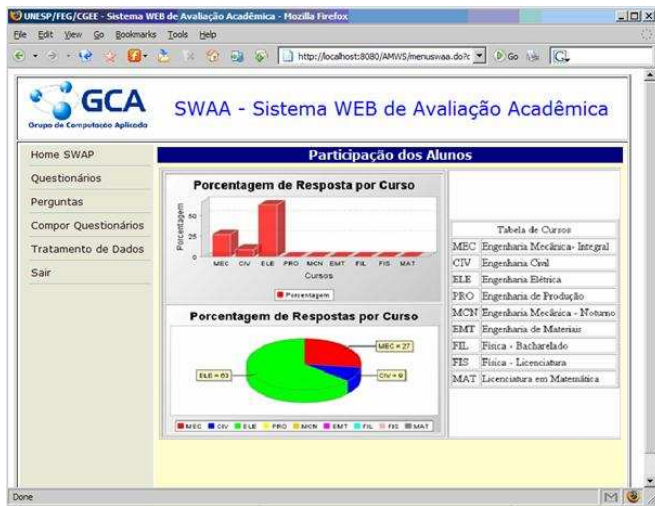 UNESP/FEG/CGEE - Sistema WEB de Avaliação Acadêmica - Mozilla Firefox
File Edit View Go Bookmarks Tools Help
http://localhost:8080/AMWS/menuswaa.do?c Go
GCA
Grupo de Computação Aplicada
SWAA - Sistema WEB de Avaliação Acadêmica
Home SWAP
Questionários
Perguntas
Compor Questionários
Tratamento de Dados
Sair
Participação dos Alunos
Porcentagem de Resposta por Curso
Porcentagem
50
25
0
MEC CIV ELE PRO MCN EMT FIL FIS MAT
Cursos
Porcentagem
Porcentagem de Respostas por Curso
MEC = 27
ELE = 63
CIV = 9
MEC CIV ELE PRO MCN EMT FIL FIS MAT
Tabela de Cursos
MEC Engenharia Mecânica- Integral
CIV Engenharia Civil
ELE Engenharia Elétrica
PRO Engenharia de Produção
MCN Engenharia Mecânica - Noturno
EMT Engenharia de Materiais
FIL Física - Bacharelado
FIS Física - Licenciatura
MAT Licenciatura em Matemática
Done